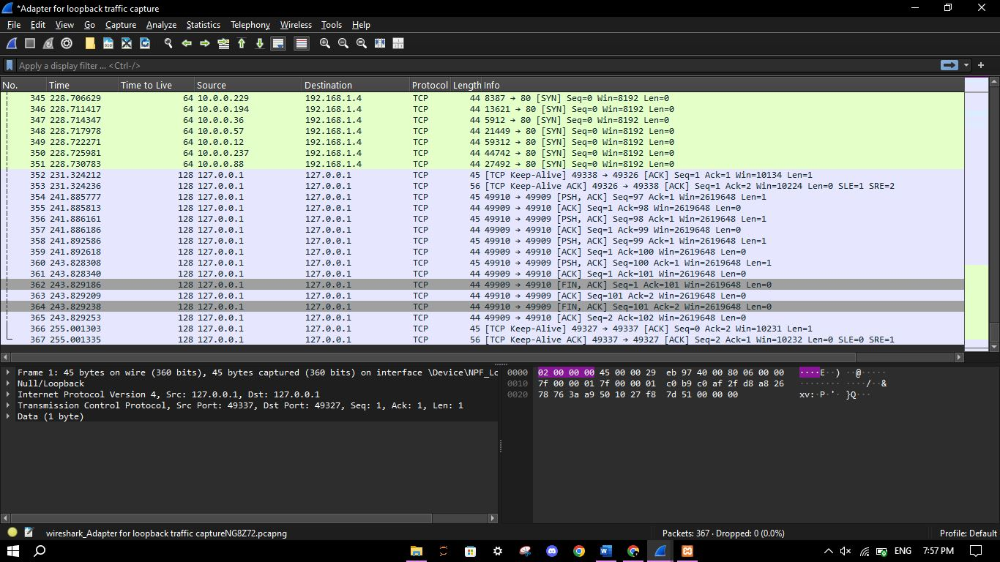 *Adapter for loopback traffic capture
File Edit View Go Capture Analyze Statistics Telephony Wireless Tools Help
Apply a display filter ... <Ctrl-/>
No. Time Time to Live Source Destination Protocol Length Info
345 228.706629 64 10.0.0.229 192.168.1.4 TCP 44 8387 → 80 [SYN] Seq=0 Win=8192 Len=0
346 228.711417 64 10.0.0.194 192.168.1.4 TCP 44 13621 → 80 [SYN] Seq=0 Win=8192 Len=0
347 228.714347 64 10.0.0.36 192.168.1.4 TCP 44 5912 → 80 [SYN] Seq=0 Win=8192 Len=0
348 228.717978 64 10.0.0.57 192.168.1.4 TCP 44 21449 → 80 [SYN] Seq=0 Win=8192 Len=0
349 228.722271 64 10.0.0.12 192.168.1.4 TCP 44 59312 → 80 [SYN] Seq=0 Win=8192 Len=0
350 228.725981 64 10.0.0.237 192.168.1.4 TCP 44 44742 → 80 [SYN] Seq=0 Win=8192 Len=0
351 228.730783 64 10.0.0.88 192.168.1.4 TCP 44 27492 → 80 [SYN] Seq=0 Win=8192 Len=0
352 231.324212 128 127.0.0.1 127.0.0.1 TCP 45 [TCP Keep-Alive] 49338 → 49326 [ACK] Seq=1 Ack=1 Win=10134 Len=1
353 231.324236 128 127.0.0.1 127.0.0.1 TCP 56 [TCP Keep-Alive ACK] 49326 → 49338 [ACK] Seq=1 Ack=2 Win=10224 Len=0 SLE=1 SRE=2
354 241.885777 128 127.0.0.1 127.0.0.1 TCP 45 49910 → 49909 [PSH, ACK] Seq=97 Ack=1 Win=2619648 Len=1
355 241.885813 128 127.0.0.1 127.0.0.1 TCP 44 49909 → 49910 [ACK] Seq=1 Ack=98 Win=2619648 Len=0
356 241.886161 128 127.0.0.1 127.0.0.1 TCP 45 49910 → 49909 [PSH, ACK] Seq=98 Ack=1 Win=2619648 Len=1
357 241.886186 128 127.0.0.1 127.0.0.1 TCP 44 49909 → 49910 [ACK] Seq=1 Ack=99 Win=2619648 Len=0
358 241.892586 128 127.0.0.1 127.0.0.1 TCP 45 49910 → 49909 [PSH, ACK] Seq=99 Ack=1 Win=2619648 Len=1
359 241.892618 128 127.0.0.1 127.0.0.1 TCP 44 49909 → 49910 [ACK] Seq=1 Ack=100 Win=2619648 Len=0
360 243.828308 128 127.0.0.1 127.0.0.1 TCP 45 49910 → 49909 [PSH, ACK] Seq=100 Ack=1 Win=2619648 Len=1
361 243.828340 128 127.0.0.1 127.0.0.1 TCP 44 49909 → 49910 [ACK] Seq=1 Ack=101 Win=2619648 Len=0
362 243.829186 128 127.0.0.1 127.0.0.1 TCP 44 49909 → 49910 [FIN, ACK] Seq=1 Ack=101 Win=2619648 Len=0
363 243.829209 128 127.0.0.1 127.0.0.1 TCP 44 49910 → 49909 [ACK] Seq=101 Ack=2 Win=2619648 Len=0
364 243.829238 128 127.0.0.1 127.0.0.1 TCP 44 49910 → 49909 [FIN, ACK] Seq=101 Ack=2 Win=2619648 Len=0
365 243.829253 128 127.0.0.1 127.0.0.1 TCP 44 49909 → 49910 [ACK] Seq=2 Ack=102 Win=2619648 Len=0
366 255.001303 128 127.0.0.1 127.0.0.1 TCP 45 [TCP Keep-Alive] 49327 → 49337 [ACK] Seq=0 Ack=2 Win=10231 Len=1
367 255.001335 128 127.0.0.1 127.0.0.1 TCP 56 [TCP Keep-Alive ACK] 49337 → 49327 [ACK] Seq=2 Ack=1 Win=10232 Len=0 SLE=0 SRE=1
Frame 1: 45 bytes on wire (360 bits), 45 bytes captured (360 bits) on interface \Device\NPF_Lo
Null/Loopback
Internet Protocol Version 4, Src: 127.0.0.1, Dst: 127.0.0.1
Transmission Control Protocol, Src Port: 49337, Dst Port: 49327, Seq: 1, Ack: 1, Len: 1
Data (1 byte)
0000 02 00 00 00 45 00 00 29 eb 97 40 00 80 06 00 00 ····E··) ··@·····
0010 7f 00 00 01 7f 00 00 01 c0 b9 c0 af 2f d8 a8 26 ········ ····/··&
0020 78 76 3a a9 50 10 27 f8 7d 51 00 00 00 xv:·P·'· }Q···
wireshark_Adapter for loopback traffic captureNG8Z72.pcapng
Packets: 367 · Dropped: 0 (0.0%)
Profile: Default
ENG 7:57 PM